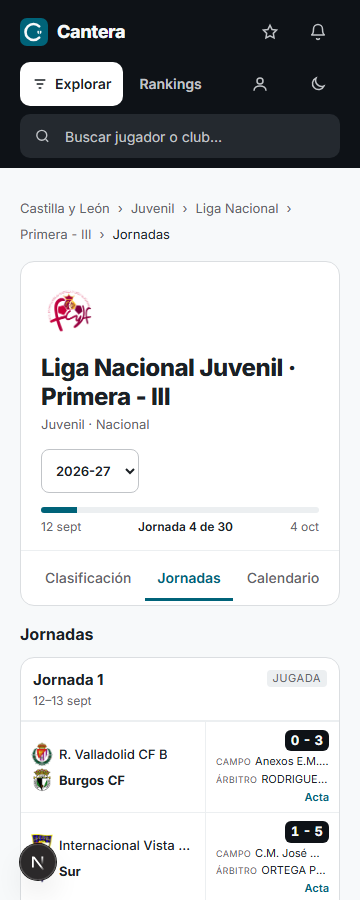 Cantera
Explorar
Rankings
Buscar jugador o club...
Castilla y León › Juvenil › Liga Nacional ›
Primera - III › Jornadas
fcyf
Liga Nacional Juvenil ·
Primera - III
Juvenil · Nacional
2026-27
12 sept Jornada 4 de 30 4 oct
Clasificación Jornadas Calendario
Jornadas
Jornada 1 JUGADA
12–13 sept
R. Valladolid CF B
Burgos CF
0 - 3
CAMPO Anexos E.M....
ÁRBITRO RODRIGUE...
Acta
Internacional Vista ...
Sur
1 - 5
CAMPO C.M. José ...
ÁRBITRO ORTEGA P...
Acta
N